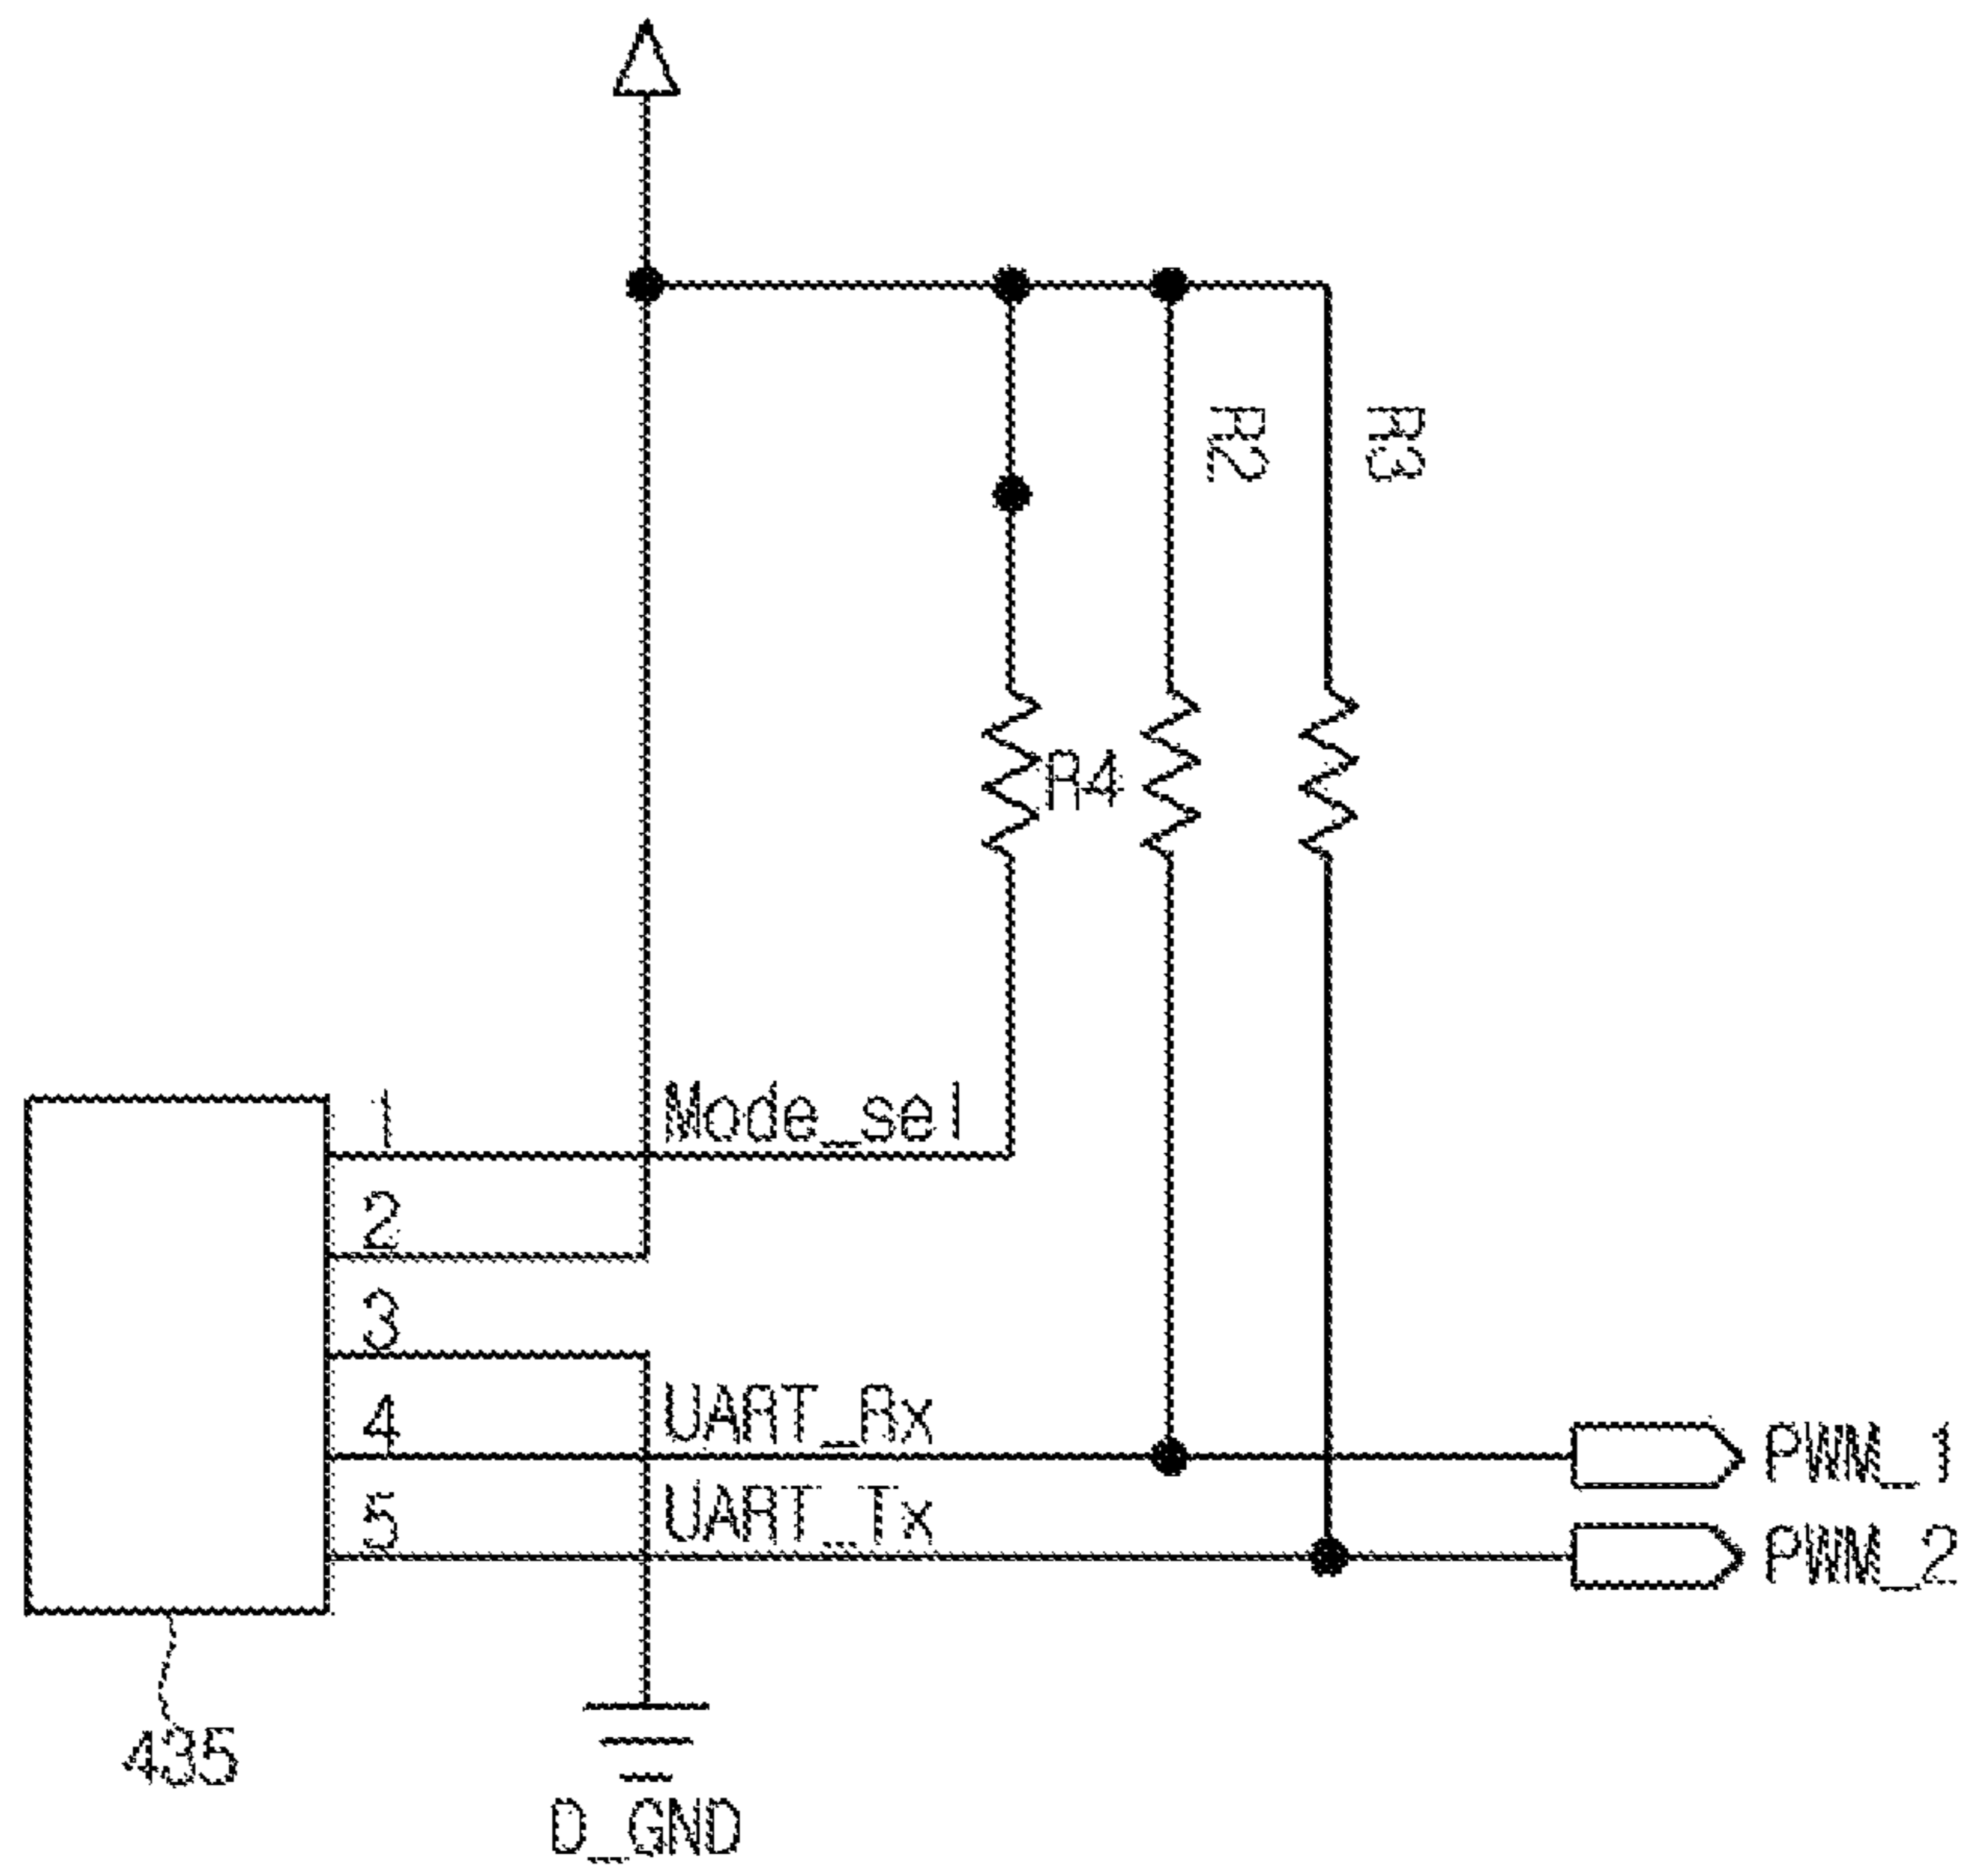 R2
R3
R4
1
Mode_sel
2
3
4
UART_Rx
PWM_1
5
UART_Tx
PWM_2
435
D_GND